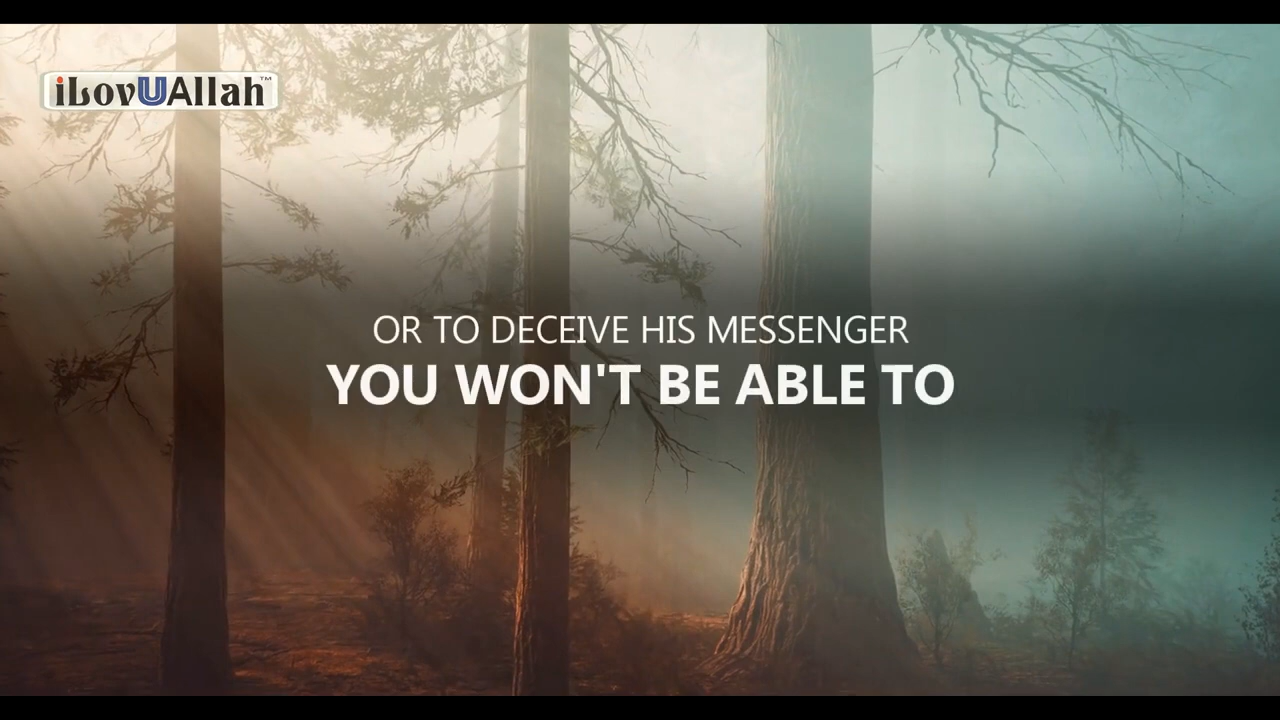 iLovUAllah™
OR TO DECEIVE HIS MESSENGER
YOU WON'T BE ABLE TO